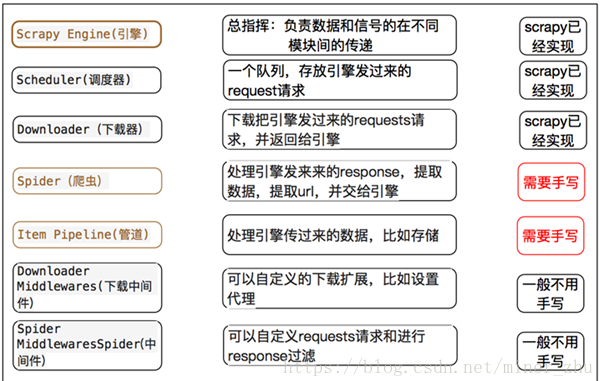 Scrapy Engine(引擎)
总指挥：负责数据和信号的在不同
模块间的传递
scrapy已
经实现
Scheduler(调度器)
一个队列，存放引擎发过来的
request请求
scrapy已
经实现
Downloader（下载器）
下载把引擎发过来的requests请
求，并返回给引擎
scrapy已
经实现
Spider（爬虫）
处理引擎发来来的response，提取
数据，提取url，并交给引擎
需要手写
Item Pipeline(管道)
处理引擎传过来的数据，比如存储
需要手写
Downloader
Middlewares(下载中间
件)
可以自定义的下载扩展，比如设置
代理
一般不用
手写
Spider
MiddlewaresSpider(中
间件)
可以自定义requests请求和进行
response过滤
一般不用
手写